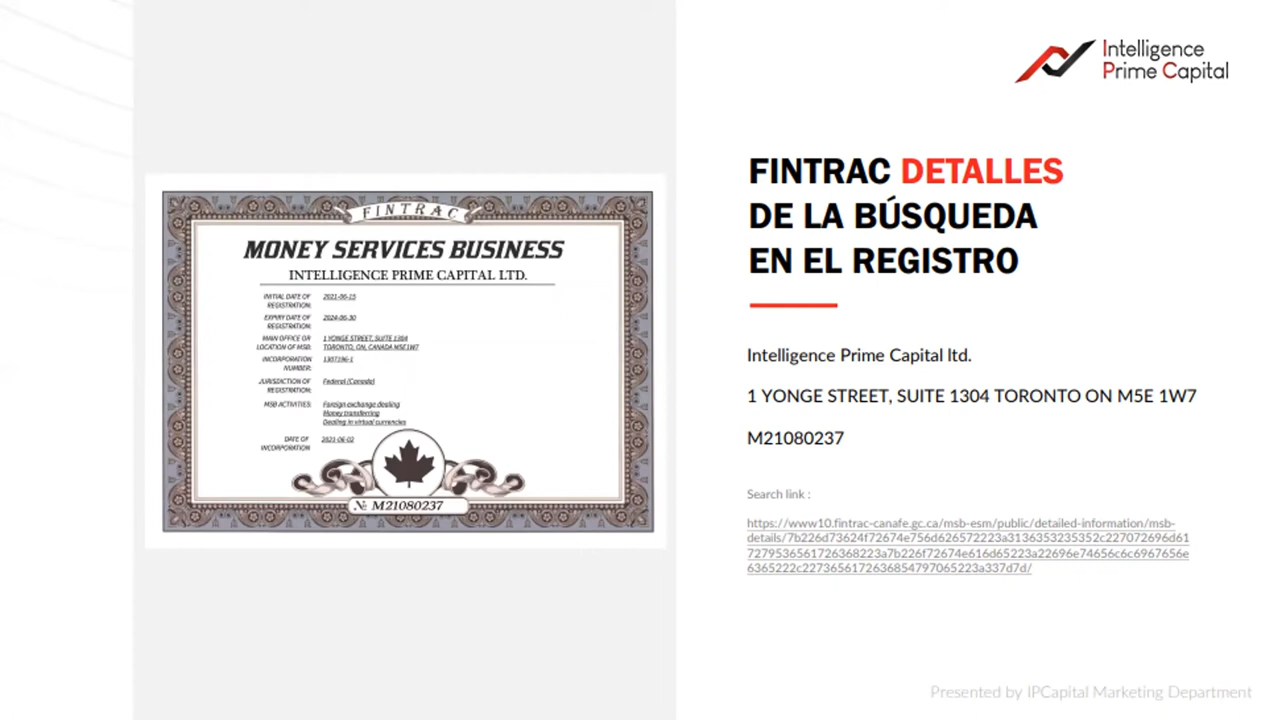 Intelligence
Prime Capital
FINTRAC DETALLES
DE LA BÚSQUEDA
EN EL REGISTRO
Intelligence Prime Capital ltd.
1 YONGE STREET, SUITE 1304 TORONTO ON M5E 1W7
M21080237
Search link :
https://www10.fintrac-canafe.gc.ca/msb-esm/public/detailed-information/msb-
details/7b226d73624f72674e756d626572223a3136353235352c227072696d61
7279536561726368223a7b226f72674e616d65223a22696e74656c6c6967656e
6365222c2273656172636854797065223a337d7d/
FINTRAC
MONEY SERVICES BUSINESS
INTELLIGENCE PRIME CAPITAL LTD.
INITIAL DATE OF 2021-06-15
REGISTRATION:
EXPIRY DATE OF 2024-06-30
REGISTRATION:
MAIN OFFICE OR 1 YONGE STREET, SUITE 1304
LOCATION OF MSB: TORONTO, ON, CANADA M5E1W7
INCORPORATION 1307196-1
NUMBER:
JURISDICTION OF Federal (Canada)
REGISTRATION:
MSB ACTIVITIES: Foreign exchange dealing
Money transferring
Dealing in virtual currencies
DATE OF 2021-06-02
INCORPORATION
№ M21080237
Presented by IPCapital Marketing Department